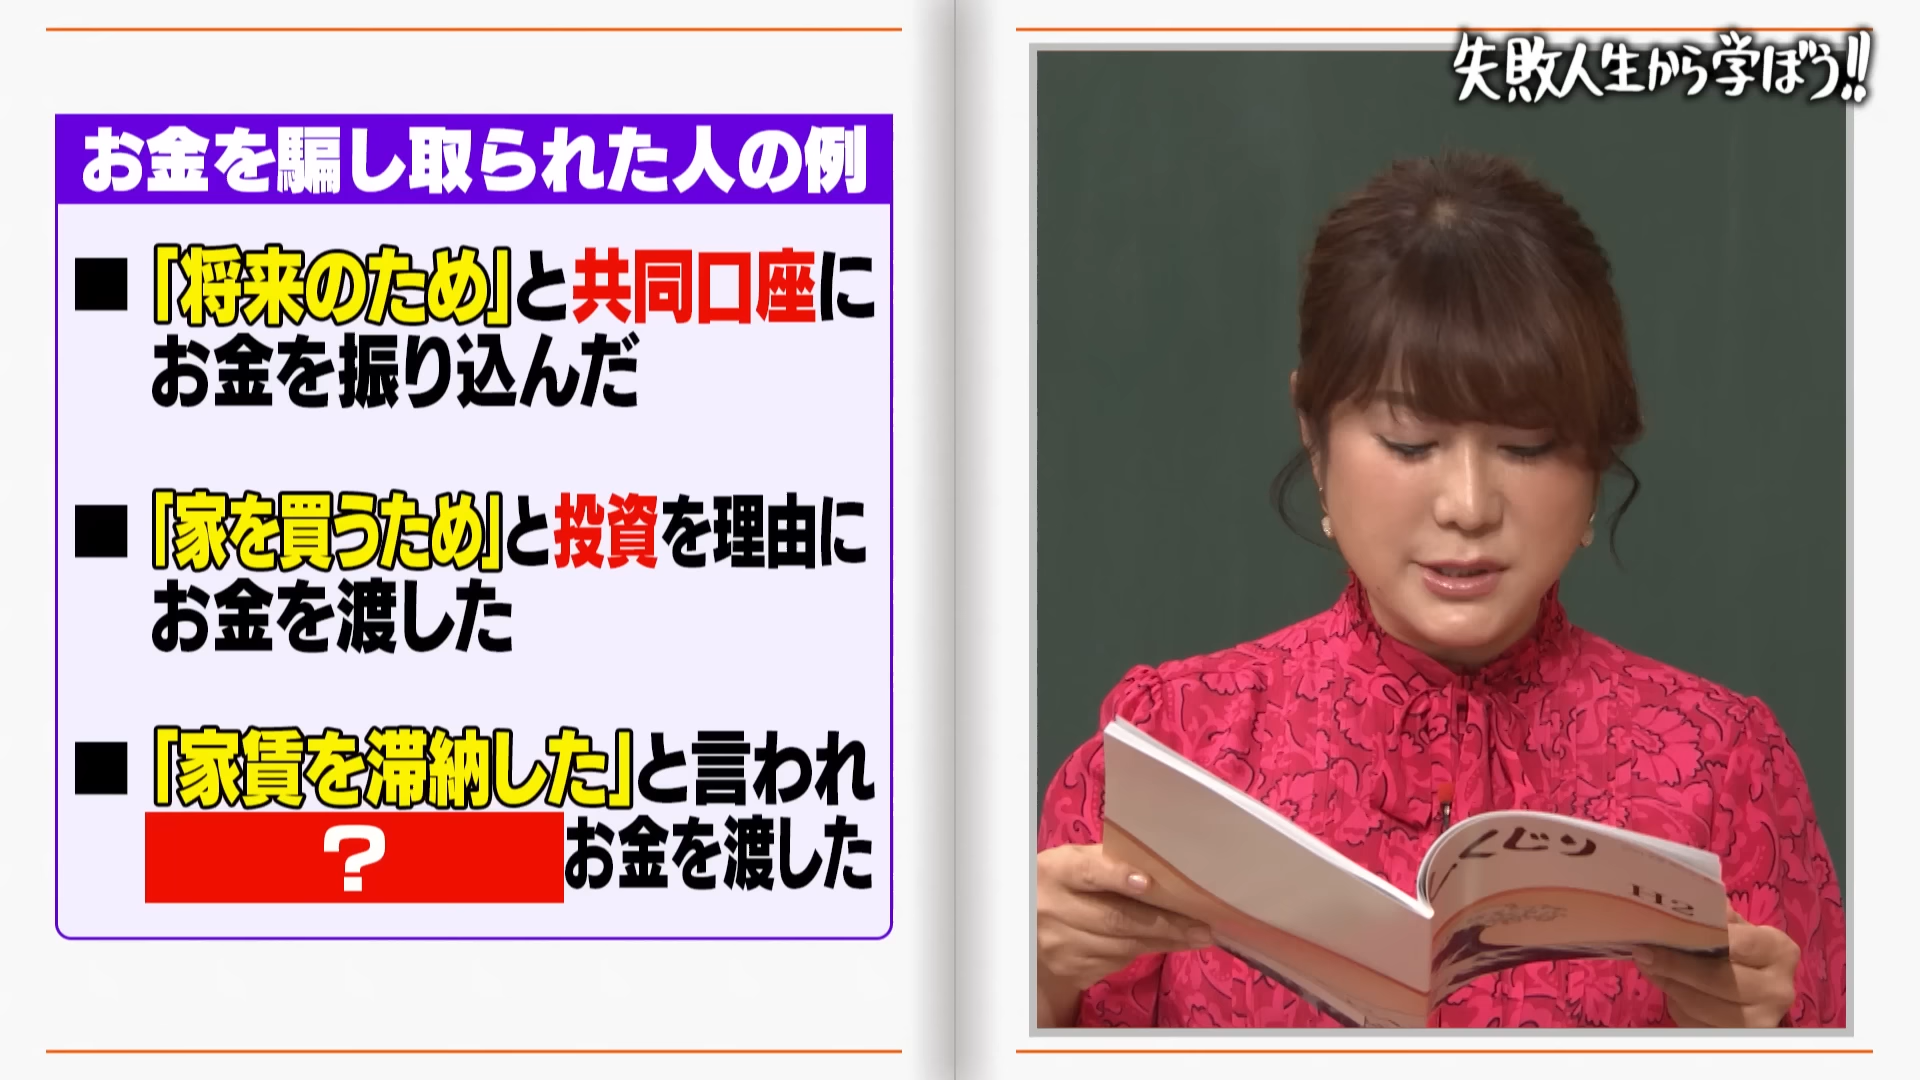 失敗人生から学ぼう!!
お金を騙し取られた人の例
■「将来のため」と共同口座に
お金を振り込んだ
■「家を買うため」と投資を理由に
お金を渡した
■「家賃を滞納した」と言われ
？お金を渡した
くじり